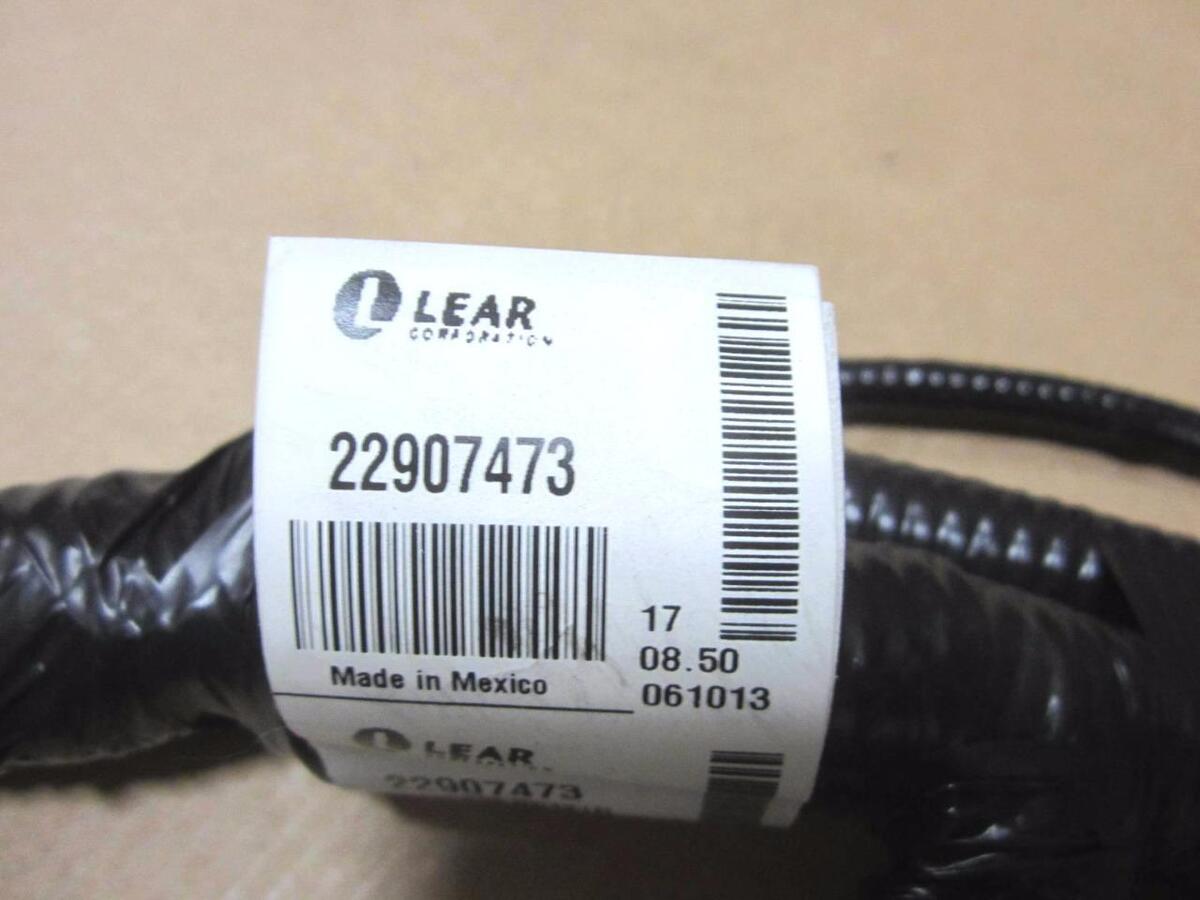 L LEAR
CORPORATION
22907473
17
08.50
Made in Mexico
061013
LEAR
22907473